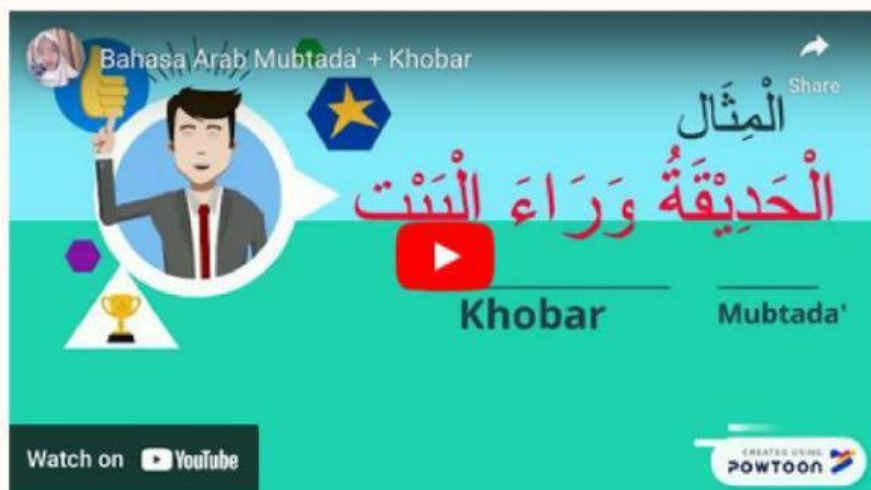 Bahasa Arab Mubtada' + Khobar
Share
الْمِثَال
الْحَدِيْقَةُ وَرَاءَ الْبَيْت
Khobar Mubtada'
Watch on YouTube
CREATED USING
POWTOON